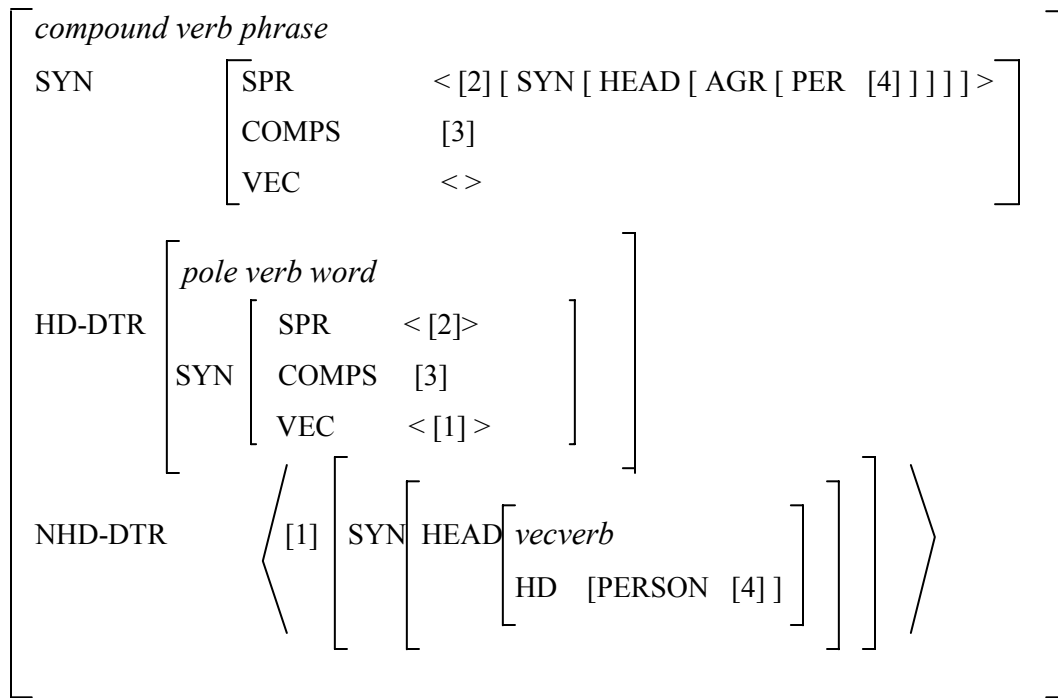 compound verb phrase
SYN SPR < [2] [ SYN [ HEAD [ AGR [ PER [4] ] ] ] ] >
COMPS [3]
VEC < >
pole verb word
HD-DTR SPR < [2]>
SYN COMPS [3]
VEC < [1] >
NHD-DTR [1] SYN HEAD vecverb
HD [PERSON [4] ]